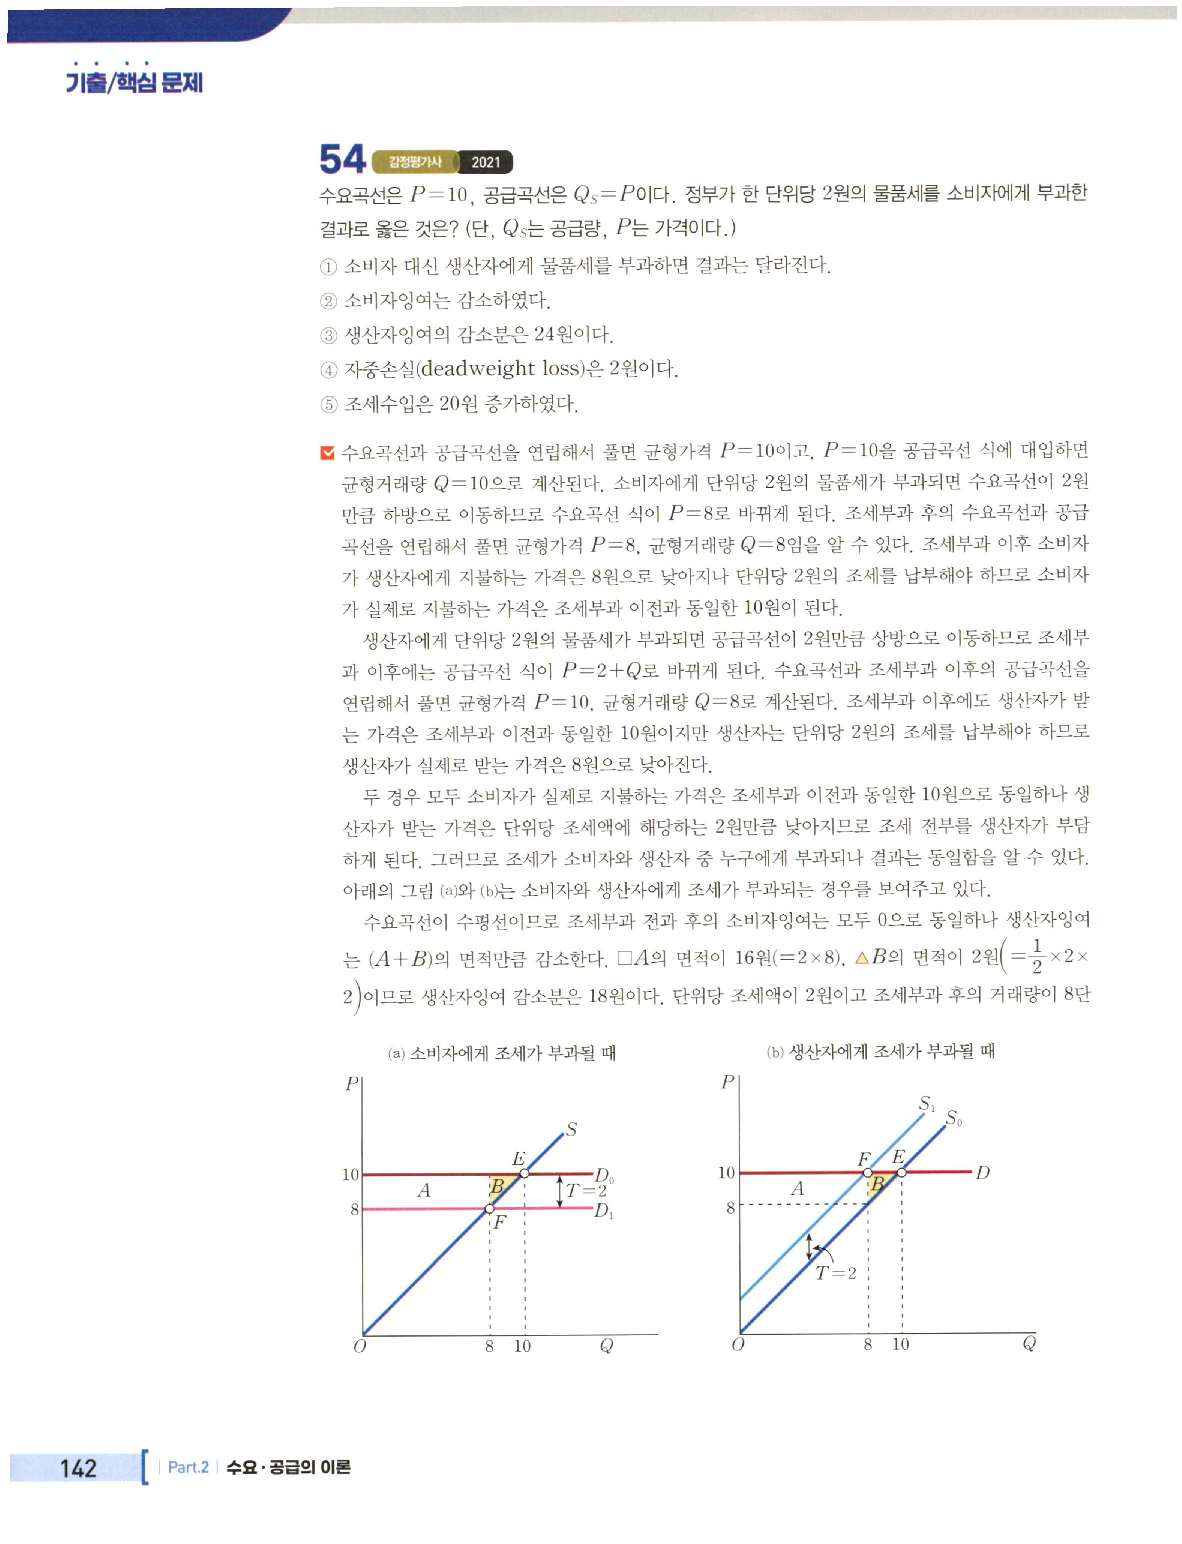 기출/핵심 문제
54 감정평가사 2021
수요곡선은 P=10, 공급곡선은 Q_S=P이다. 정부가 한 단위당 2원의 물품세를 소비자에게 부과한
결과로 옳은 것은? (단, Q_S는 공급량, P는 가격이다.)
① 소비자 대신 생산자에게 물품세를 부과하면 결과는 달라진다.
② 소비자잉여는 감소하였다.
③ 생산자잉여의 감소분은 24원이다.
④ 자중손실(deadweight loss)은 2원이다.
⑤ 조세수입은 20원 증가하였다.
수요곡선과 공급곡선을 연립해서 풀면 균형가격 P=10이고, P=10을 공급곡선 식에 대입하면
균형거래량 Q=10으로 계산된다. 소비자에게 단위당 2원의 물품세가 부과되면 수요곡선이 2원
만큼 하방으로 이동하므로 수요곡선 식이 P=8로 바뀌게 된다. 조세부과 후의 수요곡선과 공급
곡선을 연립해서 풀면 균형가격 P=8, 균형거래량 Q=8임을 알 수 있다. 조세부과 이후 소비자
가 생산자에게 지불하는 가격은 8원으로 낮아지나 단위당 2원의 조세를 납부해야 하므로 소비자
가 실제로 지불하는 가격은 조세부과 이전과 동일한 10원이 된다.
생산자에게 단위당 2원의 물품세가 부과되면 공급곡선이 2원만큼 상방으로 이동하므로 조세부
과 이후에는 공급곡선 식이 P=2+Q로 바뀌게 된다. 수요곡선과 조세부과 이후의 공급곡선을
연립해서 풀면 균형가격 P=10, 균형거래량 Q=8로 계산된다. 조세부과 이후에도 생산자가 받
는 가격은 조세부과 이전과 동일한 10원이지만 생산자는 단위당 2원의 조세를 납부해야 하므로
생산자가 실제로 받는 가격은 8원으로 낮아진다.
두 경우 모두 소비자가 실제로 지불하는 가격은 조세부과 이전과 동일한 10원으로 동일하나 생
산자가 받는 가격은 단위당 조세액에 해당하는 2원만큼 낮아지므로 조세 전부를 생산자가 부담
하게 된다. 그러므로 조세가 소비자와 생산자 중 누구에게 부과되나 결과는 동일함을 알 수 있다.
아래의 그림 (a)와 (b)는 소비자와 생산자에게 조세가 부과되는 경우를 보여주고 있다.
수요곡선이 수평선이므로 조세부과 전과 후의 소비자잉여는 모두 0으로 동일하나 생산자잉여
는 (A+B)의 면적만큼 감소한다. □A의 면적이 16원(=2×8), △B의 면적이 2원(=1/2×2×
2)이므로 생산자잉여 감소분은 18원이다. 단위당 조세액이 2원이고 조세부과 후의 거래량이 8단
(a) 소비자에게 조세가 부과될 때
P
S
E
10
D₀
A
B
T=2
8
D₁
F
O
8
10
Q
(b) 생산자에게 조세가 부과될 때
P
S₁
S₀
F
E
10
D
A
B
8
T=2
O
8
10
Q
142 Part.2 수요·공급의 이론